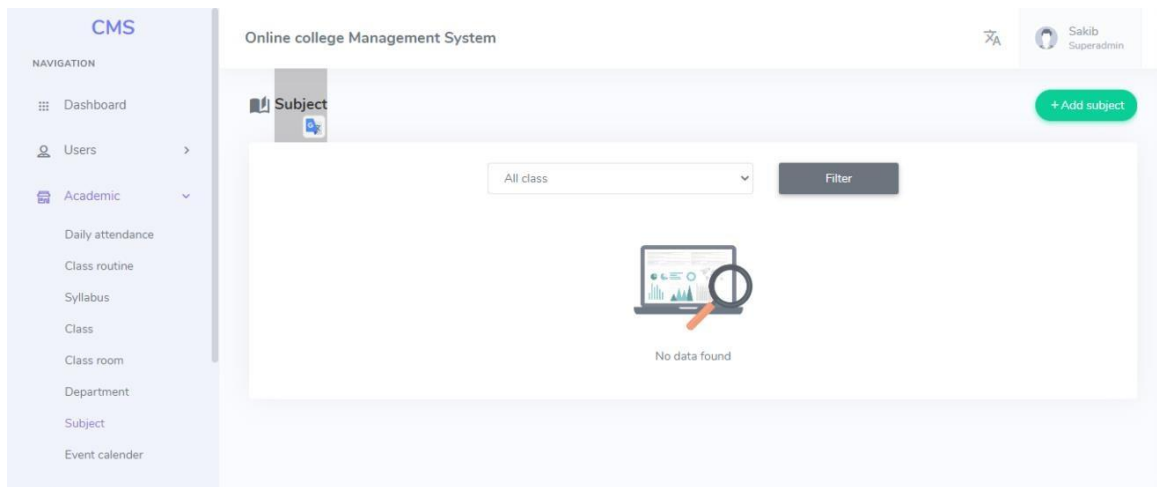 CMS
NAVIGATION
Dashboard
Users
Academic
Daily attendance
Class routine
Syllabus
Class
Class room
Department
Subject
Event calender
Online college Management System
Sakib
Superadmin
Subject
+ Add subject
All class
Filter
No data found